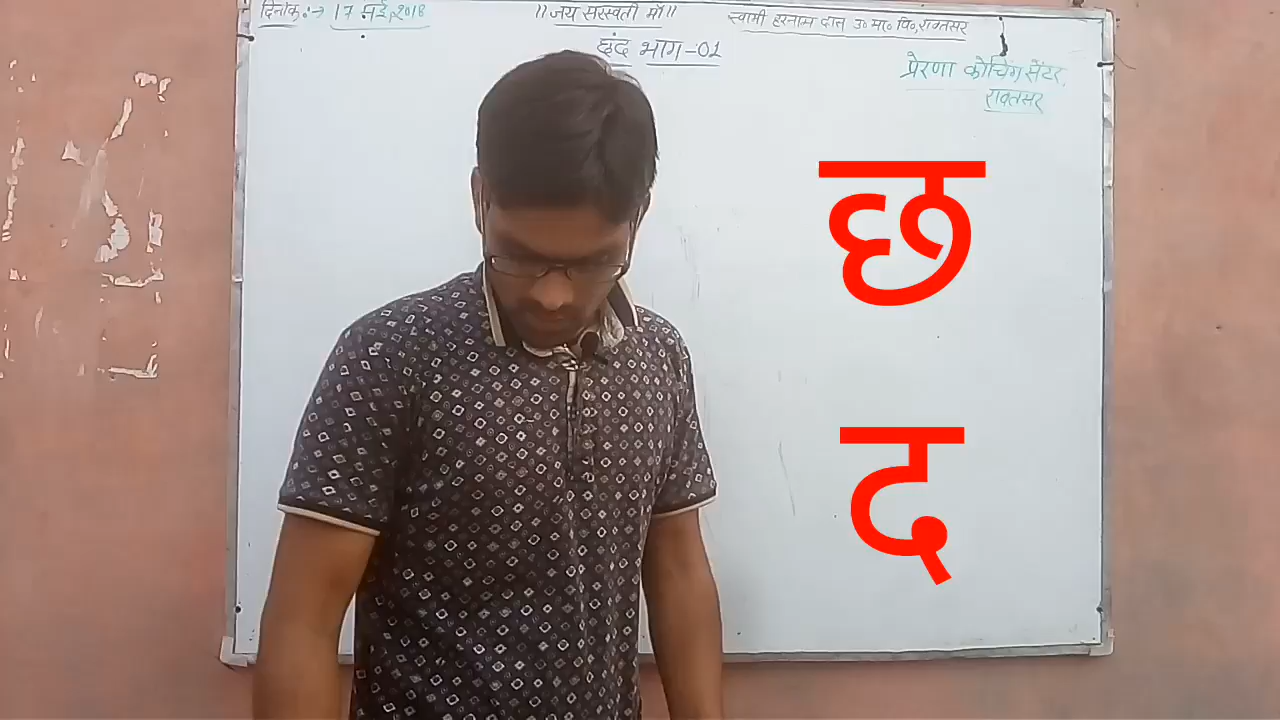 दिनांक :→ 17 मई, 2018
॥जय सरस्वती माँ॥
स्वामी हरनाम दास उ० मा० वि०, रावतसर
छंद भाग-01
प्रेरणा कोचिंग सेंटर,
रावतसर
छ
द